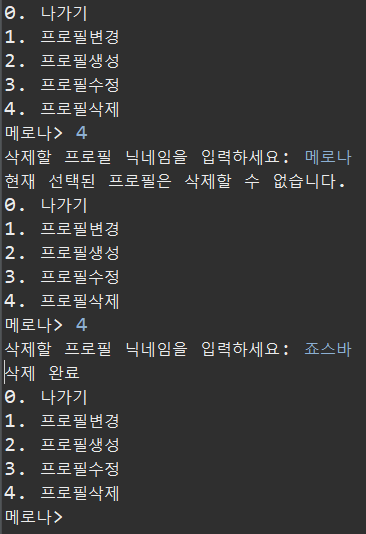 0. 나가기
1. 프로필변경
2. 프로필생성
3. 프로필수정
4. 프로필삭제
메로나> 4
삭제할 프로필 닉네임을 입력하세요: 메로나
현재 선택된 프로필은 삭제할 수 없습니다.
0. 나가기
1. 프로필변경
2. 프로필생성
3. 프로필수정
4. 프로필삭제
메로나> 4
삭제할 프로필 닉네임을 입력하세요: 죠스바
삭제 완료
0. 나가기
1. 프로필변경
2. 프로필생성
3. 프로필수정
4. 프로필삭제
메로나>